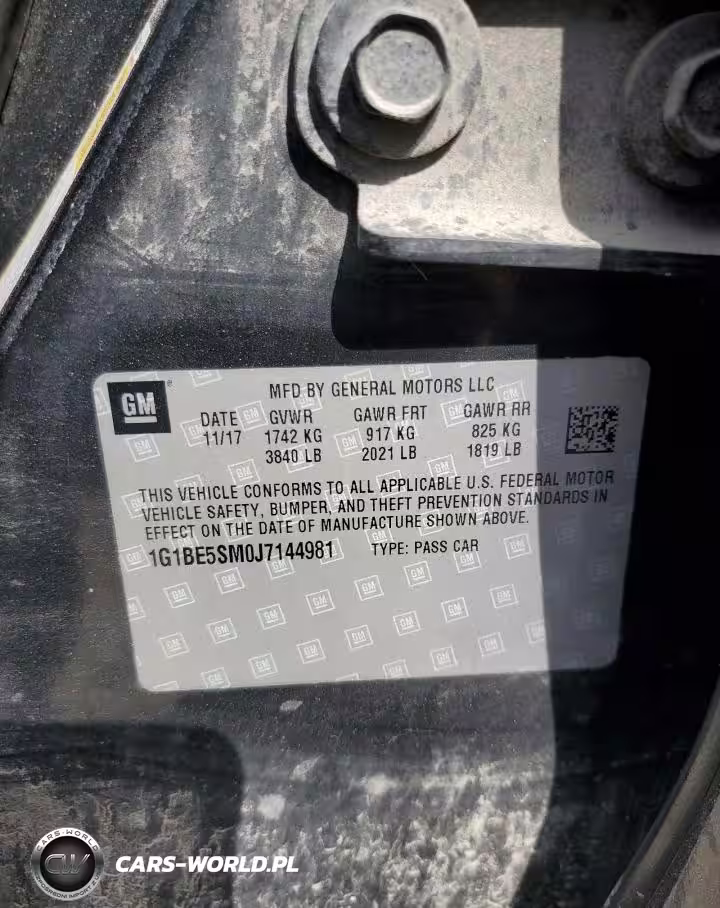 GM
MFD BY GENERAL MOTORS LLC
DATE GVWR GAWR FRT GAWR RR
11/17 1742 KG 917 KG 825 KG
3840 LB 2021 LB 1819 LB
THIS VEHICLE CONFORMS TO ALL APPLICABLE U.S. FEDERAL MOTOR
VEHICLE SAFETY, BUMPER, AND THEFT PREVENTION STANDARDS IN
EFFECT ON THE DATE OF MANUFACTURE SHOWN ABOVE.
1G1BE5SM0J7144981 TYPE: PASS CAR
CARS-WORLD
CW
CARS-WORLD.PL